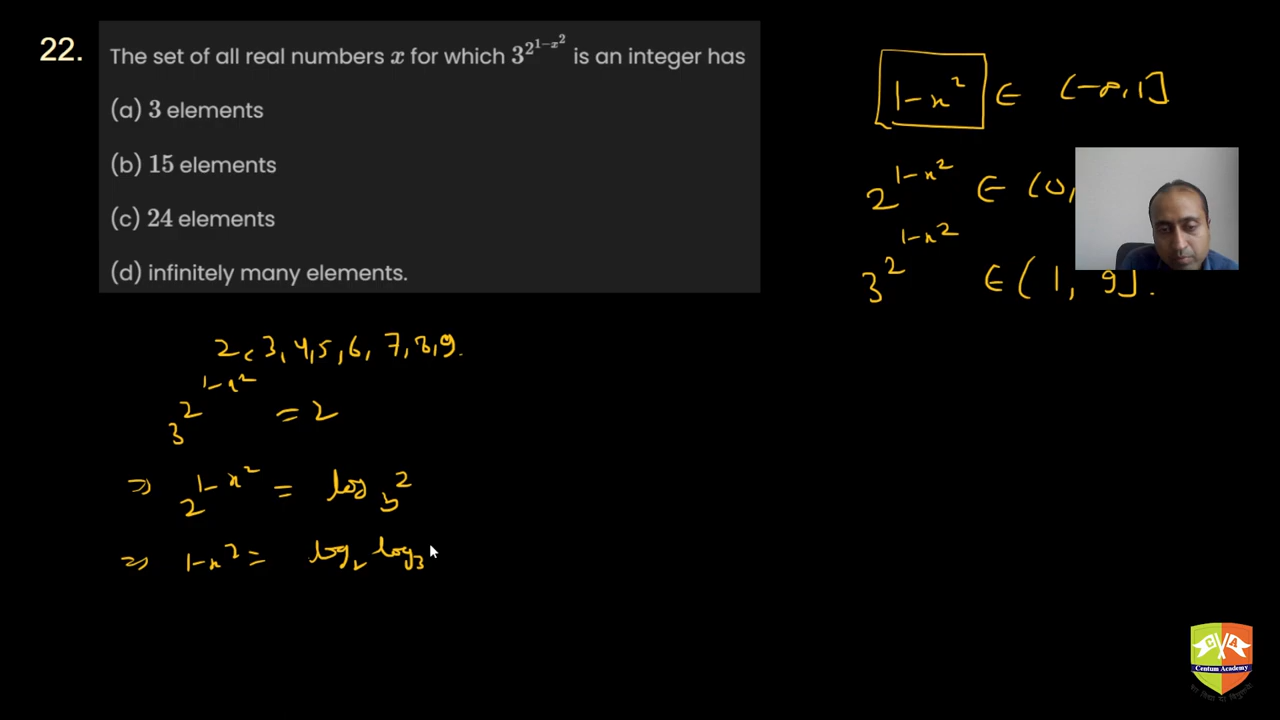 22. The set of all real numbers x for which 3^{2^{1-x^2}} is an integer has
(a) 3 elements
(b) 15 elements
(c) 24 elements
(d) infinitely many elements.
1-x^2 ∈ (-∞, 1]
2^{1-x^2} ∈ (0,
3^{2^{1-x^2}} ∈ (1, 9].
2, 3, 4, 5, 6, 7, 8, 9.
3^{2^{1-x^2}} = 2
⇒ 2^{1-x^2} = log_3 2
⇒ 1-x^2 = log_2 log_3
C A
Centum Academy